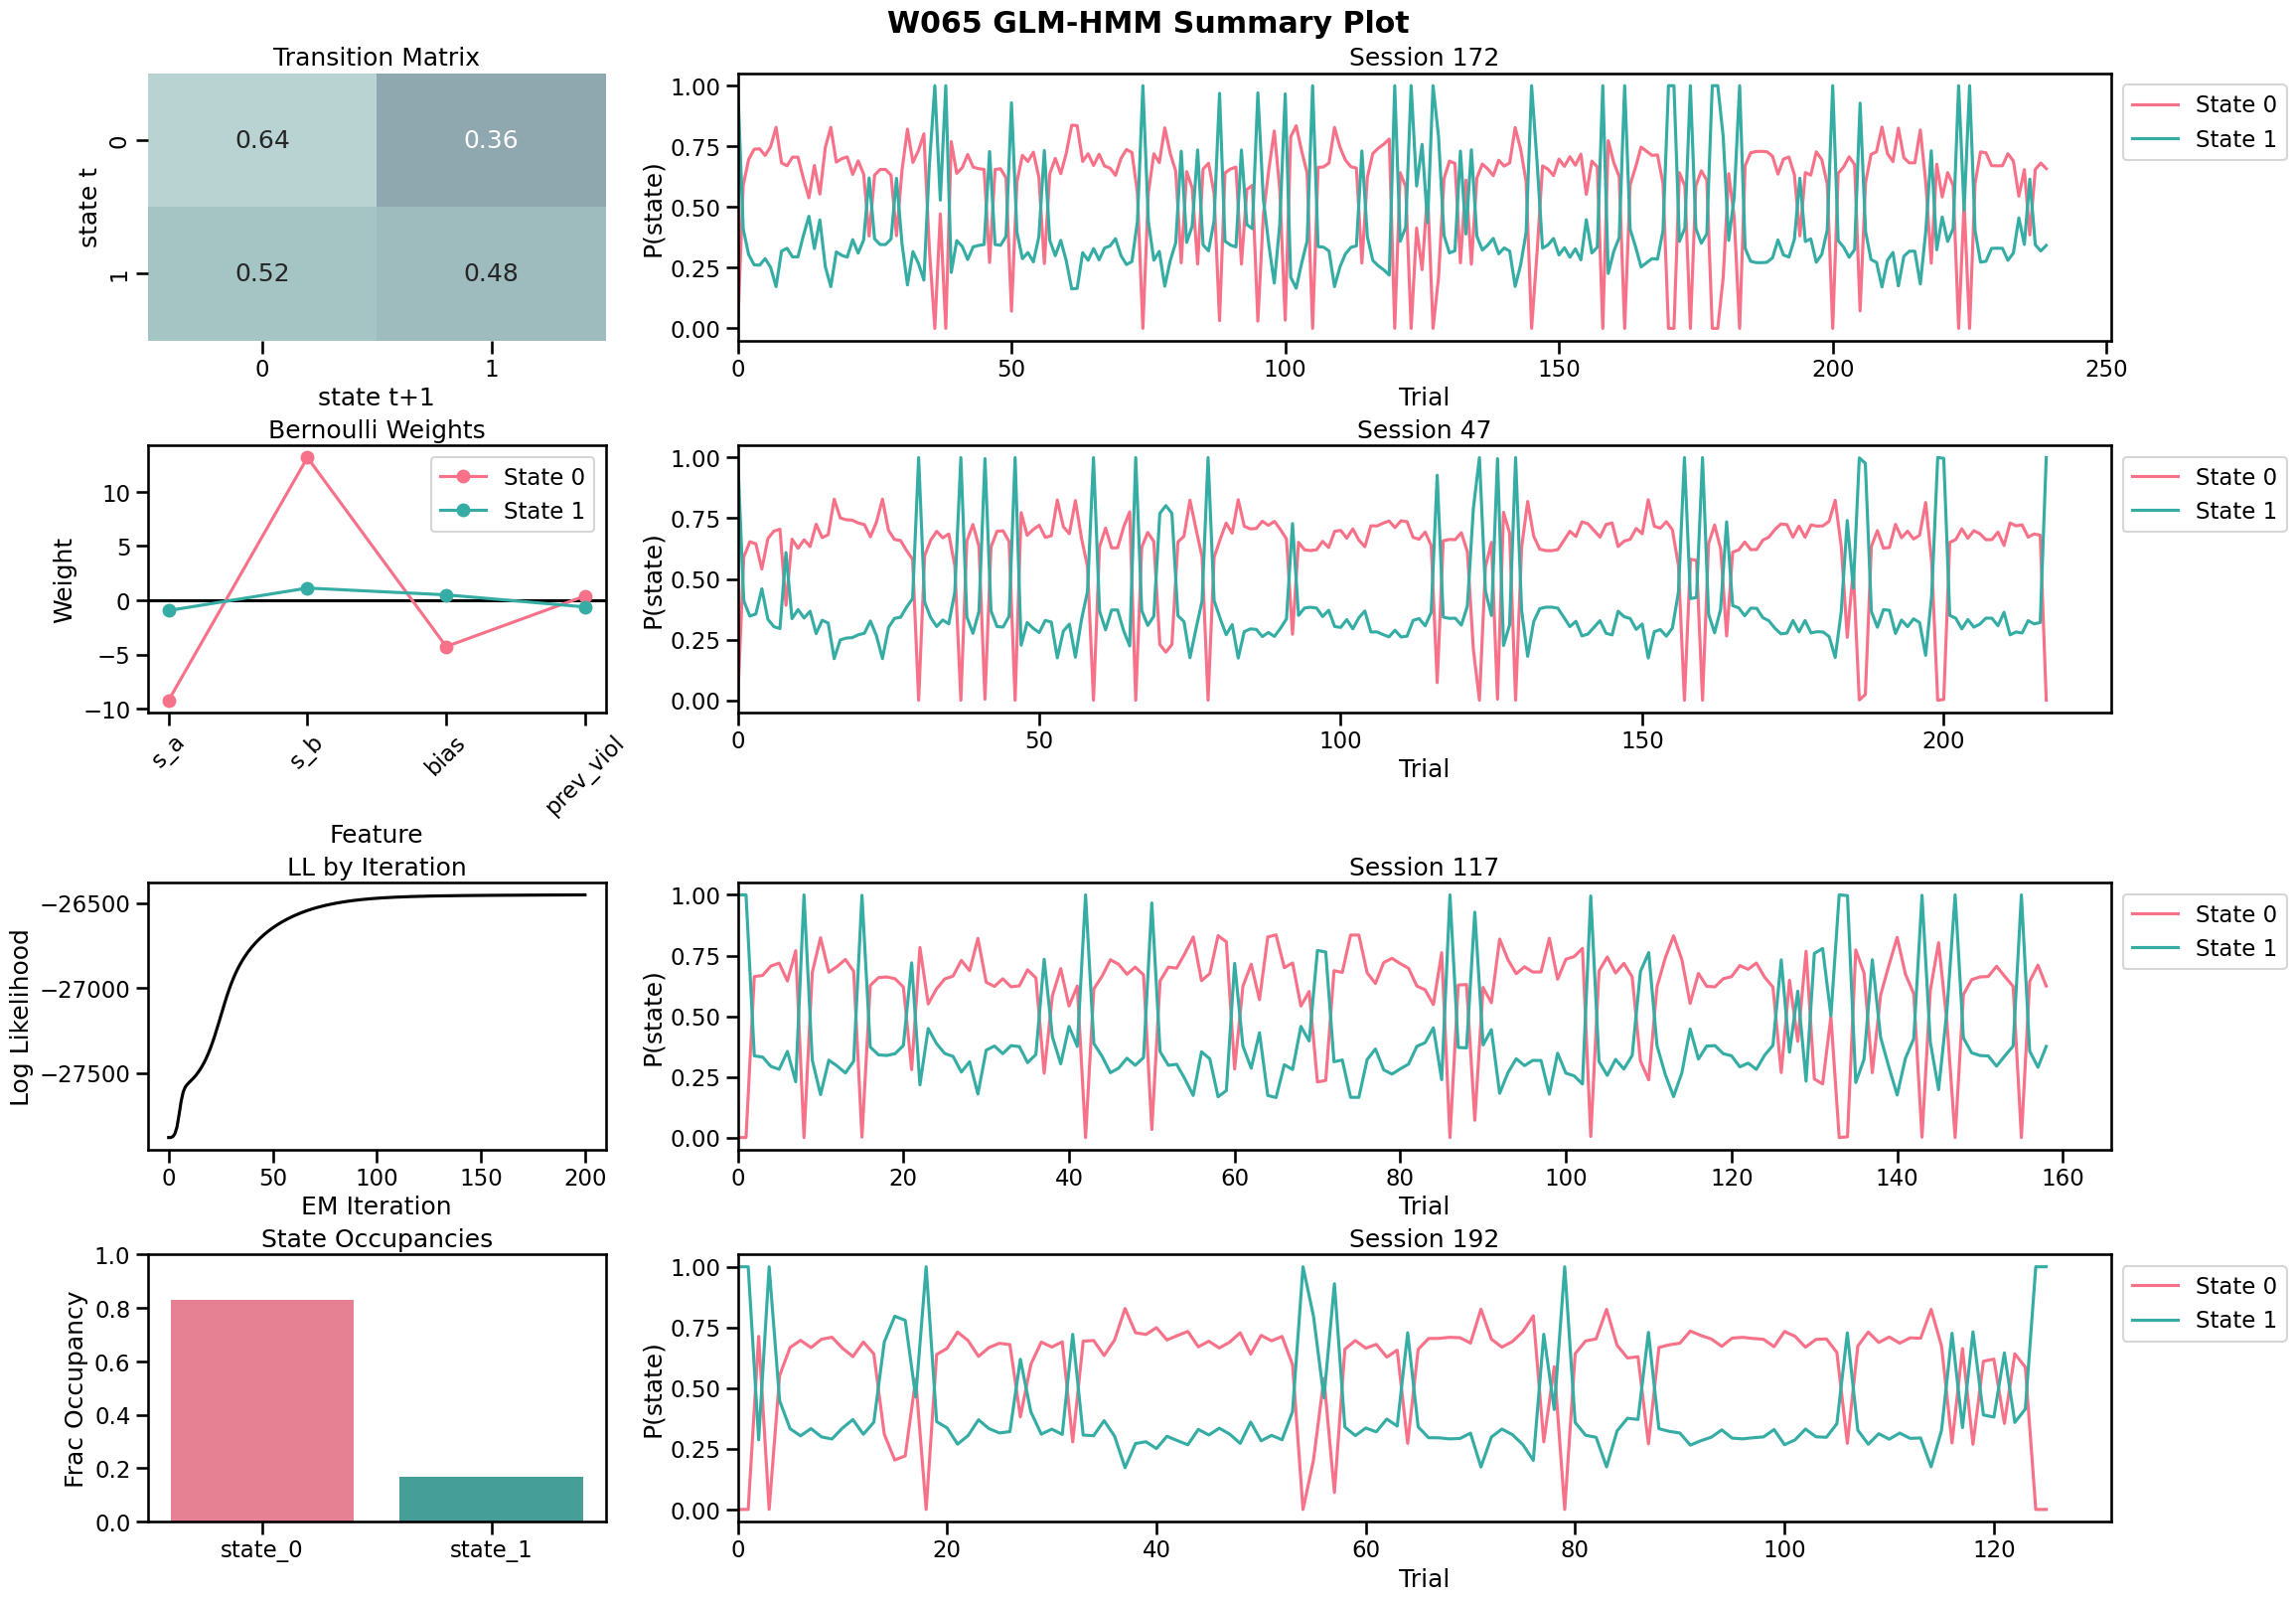 W065 GLM-HMM Summary Plot
Transition Matrix
0.64 0.36
0.52 0.48
state t
0
1
0 1
state t+1
Session 172
P(state)
1.00
0.75
0.50
0.25
0.00
0 50 100 150 200 250
Trial
State 0
State 1
Bernoulli Weights
Weight
10
5
0
−5
−10
State 0
State 1
s_a s_b bias prev_viol
Feature
Session 47
P(state)
1.00
0.75
0.50
0.25
0.00
0 50 100 150 200
Trial
State 0
State 1
LL by Iteration
Log Likelihood
−26500
−27000
−27500
0 50 100 150 200
EM Iteration
Session 117
P(state)
1.00
0.75
0.50
0.25
0.00
0 20 40 60 80 100 120 140 160
Trial
State 0
State 1
State Occupancies
Frac Occupancy
1.0
0.8
0.6
0.4
0.2
0.0
state_0 state_1
Session 192
P(state)
1.00
0.75
0.50
0.25
0.00
0 20 40 60 80 100 120
Trial
State 0
State 1